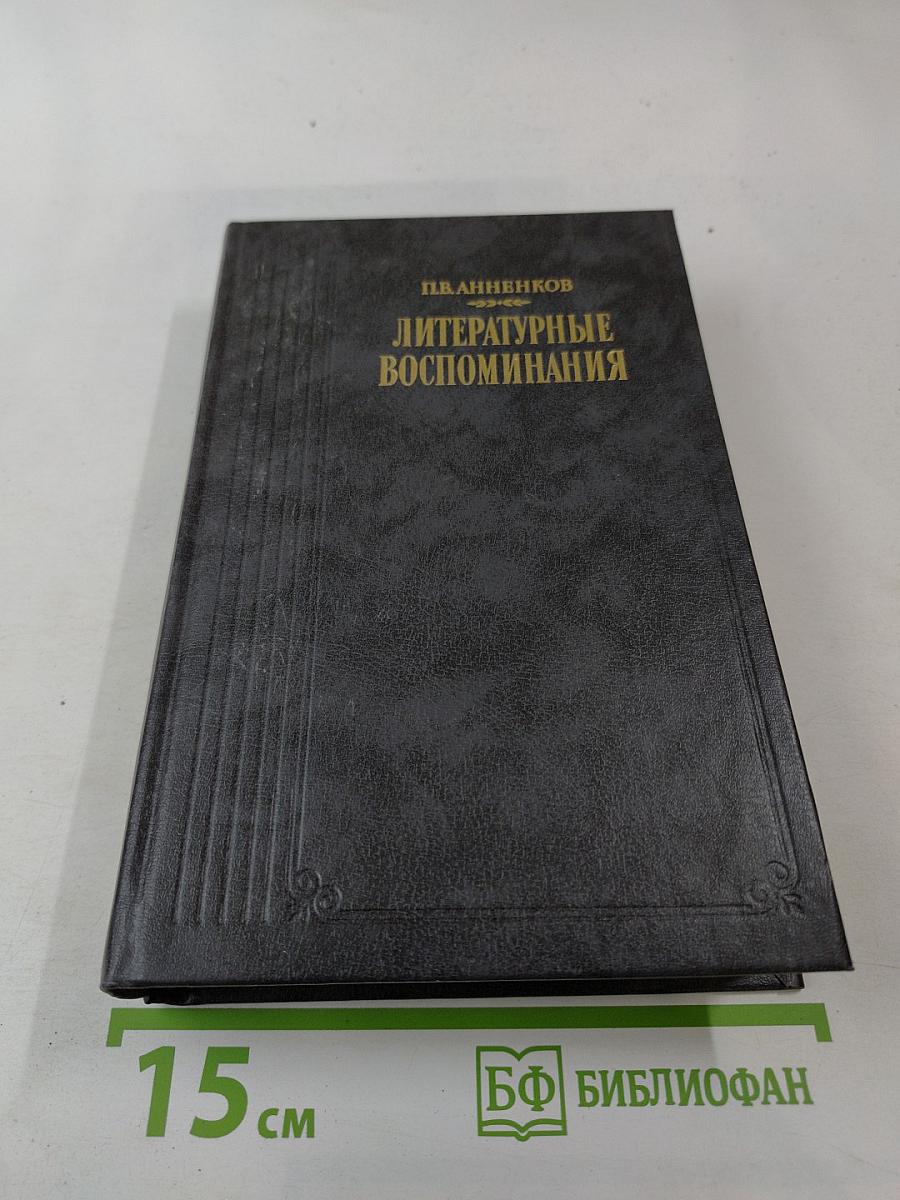 П.В. АННЕНКОВ
ЛИТЕРАТУРНЫЕ
ВОСПОМИНАНИЯ
15 СМ
БФ БИБЛИОФАН